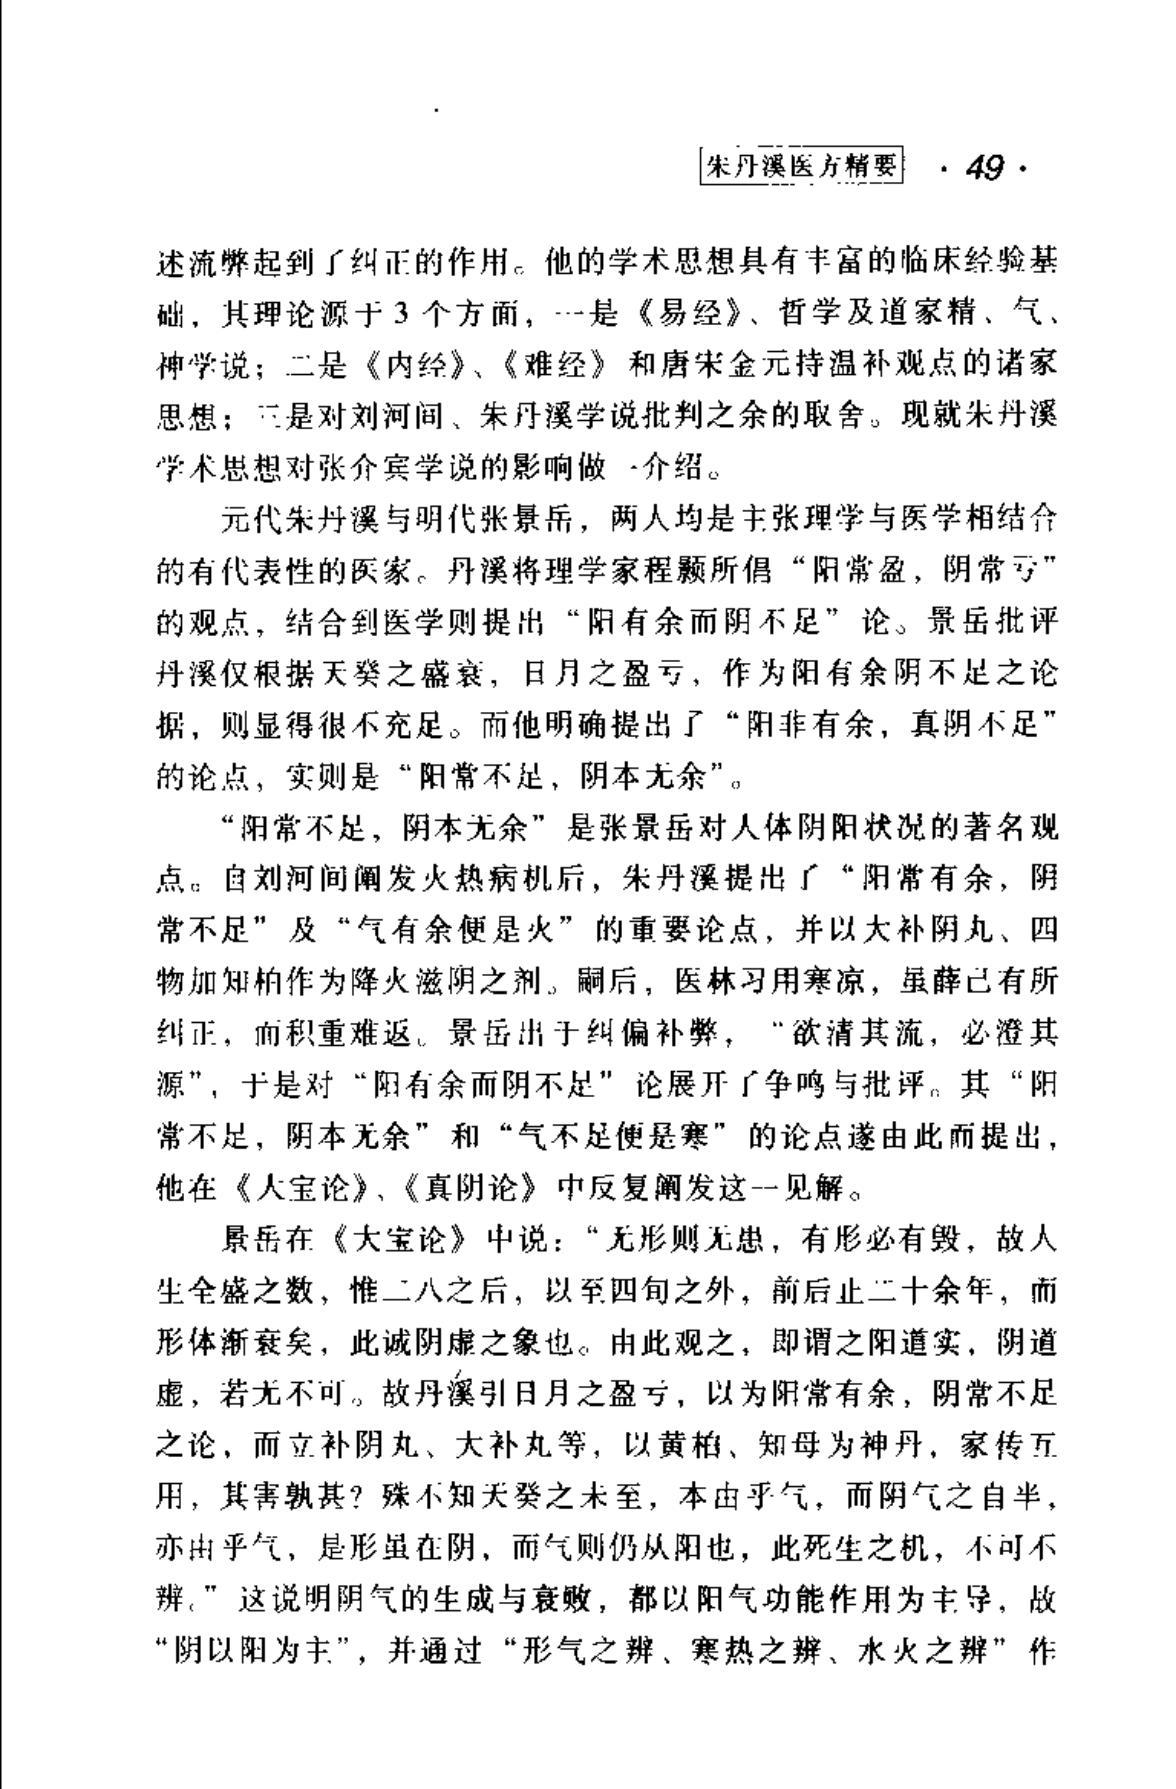 朱丹溪医方精要 · 49 ·
述流弊起到了纠正的作用。他的学术思想具有丰富的临床经验基
础，其理论源于 3 个方面，一是《易经》、哲学及道家精、气、
神学说；二是《内经》、《难经》和唐宋金元持温补观点的诸家
思想；三是对刘河间、朱丹溪学说批判之余的取舍。现就朱丹溪
学术思想对张介宾学说的影响做一介绍。
元代朱丹溪与明代张景岳，两人均是主张理学与医学相结合
的有代表性的医家。丹溪将理学家程颢所倡“阳常盈，阴常亏”
的观点，结合到医学则提出“阳有余而阴不足”论。景岳批评
丹溪仅根据天癸之盛衰，日月之盈亏，作为阳有余阴不足之论
据，则显得很不充足。而他明确提出了“阳非有余，真阴不足”
的论点，实则是“阳常不足，阴本无余”。
“阳常不足，阴本无余”是张景岳对人体阴阳状况的著名观
点。自刘河间阐发火热病机后，朱丹溪提出了“阳常有余，阴
常不足”及“气有余便是火”的重要论点，并以大补阴丸、四
物加知柏作为降火滋阴之剂。嗣后，医林习用寒凉，虽薛己有所
纠正，而积重难返。景岳出于纠偏补弊，“欲清其流，必澄其
源”，于是对“阳有余而阴不足”论展开了争鸣与批评。其“阳
常不足，阴本无余”和“气不足便是寒”的论点遂由此而提出，
他在《大宝论》、《真阴论》中反复阐发这一见解。
景岳在《大宝论》中说：“无形则无患，有形必有毁，故人
生全盛之数，惟二八之后，以至四旬之外，前后止二十余年，而
形体渐衰矣，此诚阴虚之象也。由此观之，即谓之阳道实，阴道
虚，若无不可。故丹溪引日月之盈亏，以为阳常有余，阴常不足
之论，而立补阴丸、大补丸等，以黄柏、知母为神丹，家传互
用，其害孰甚？殊不知天癸之未至，本由乎气，而阴气之自半，
亦由乎气，是形虽在阴，而气则仍从阳也，此死生之机，不可不
辨。”这说明阴气的生成与衰败，都以阳气功能作用为主导，故
“阴以阳为主”，并通过“形气之辨、寒热之辨、水火之辨”作